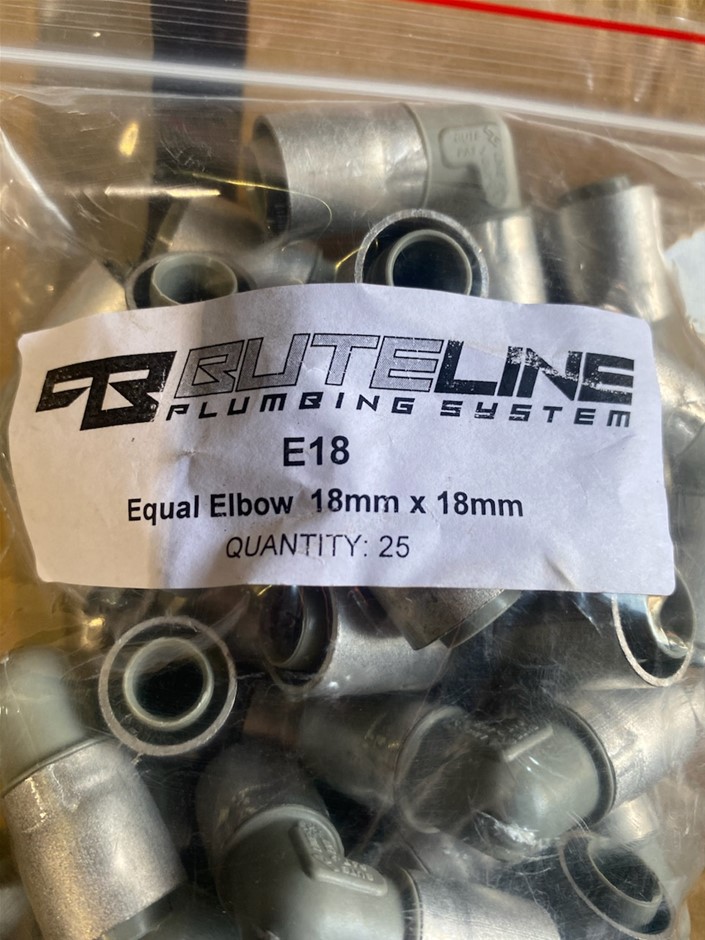 BUTELINE
PLUMBING SYSTEM
E18
Equal Elbow 18mm x 18mm
QUANTITY: 25